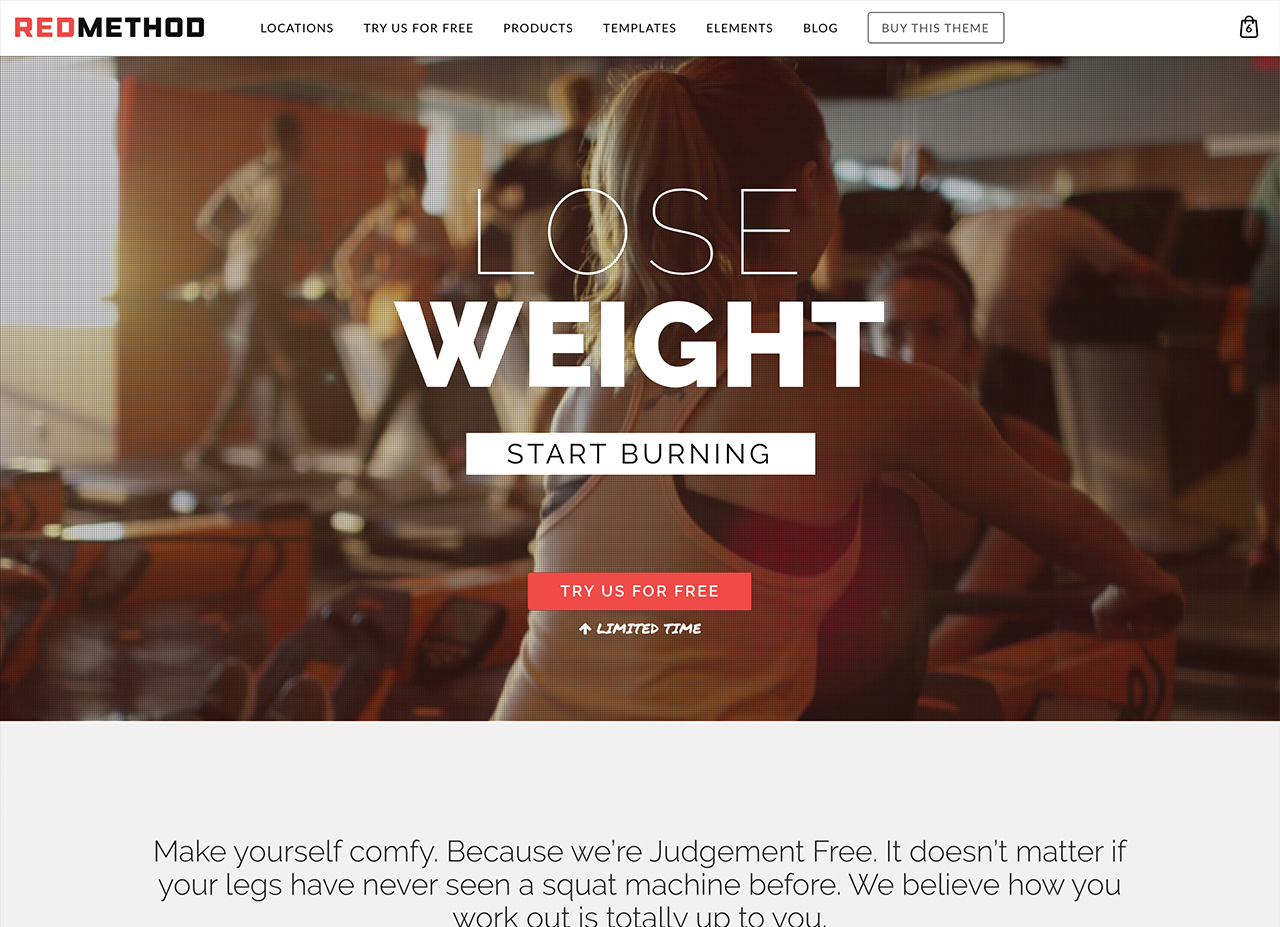 REDMETHOD
LOCATIONS
TRY US FOR FREE
PRODUCTS
TEMPLATES
ELEMENTS
BLOG
BUY THIS THEME
6
LOSE
WEIGHT
START BURNING
TRY US FOR FREE
LIMITED TIME
Make yourself comfy. Because we’re Judgement Free. It doesn’t matter if
your legs have never seen a squat machine before. We believe how you
work out is totally up to you.